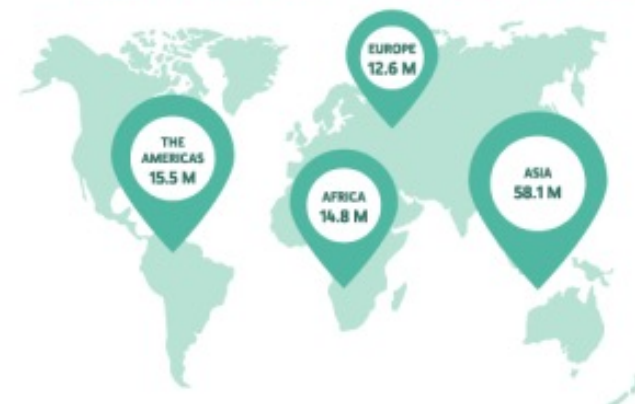 EUROPE
12.6 M
THE
AMERICAS
15.5 M
AFRICA
14.8 M
ASIA
58.1 M